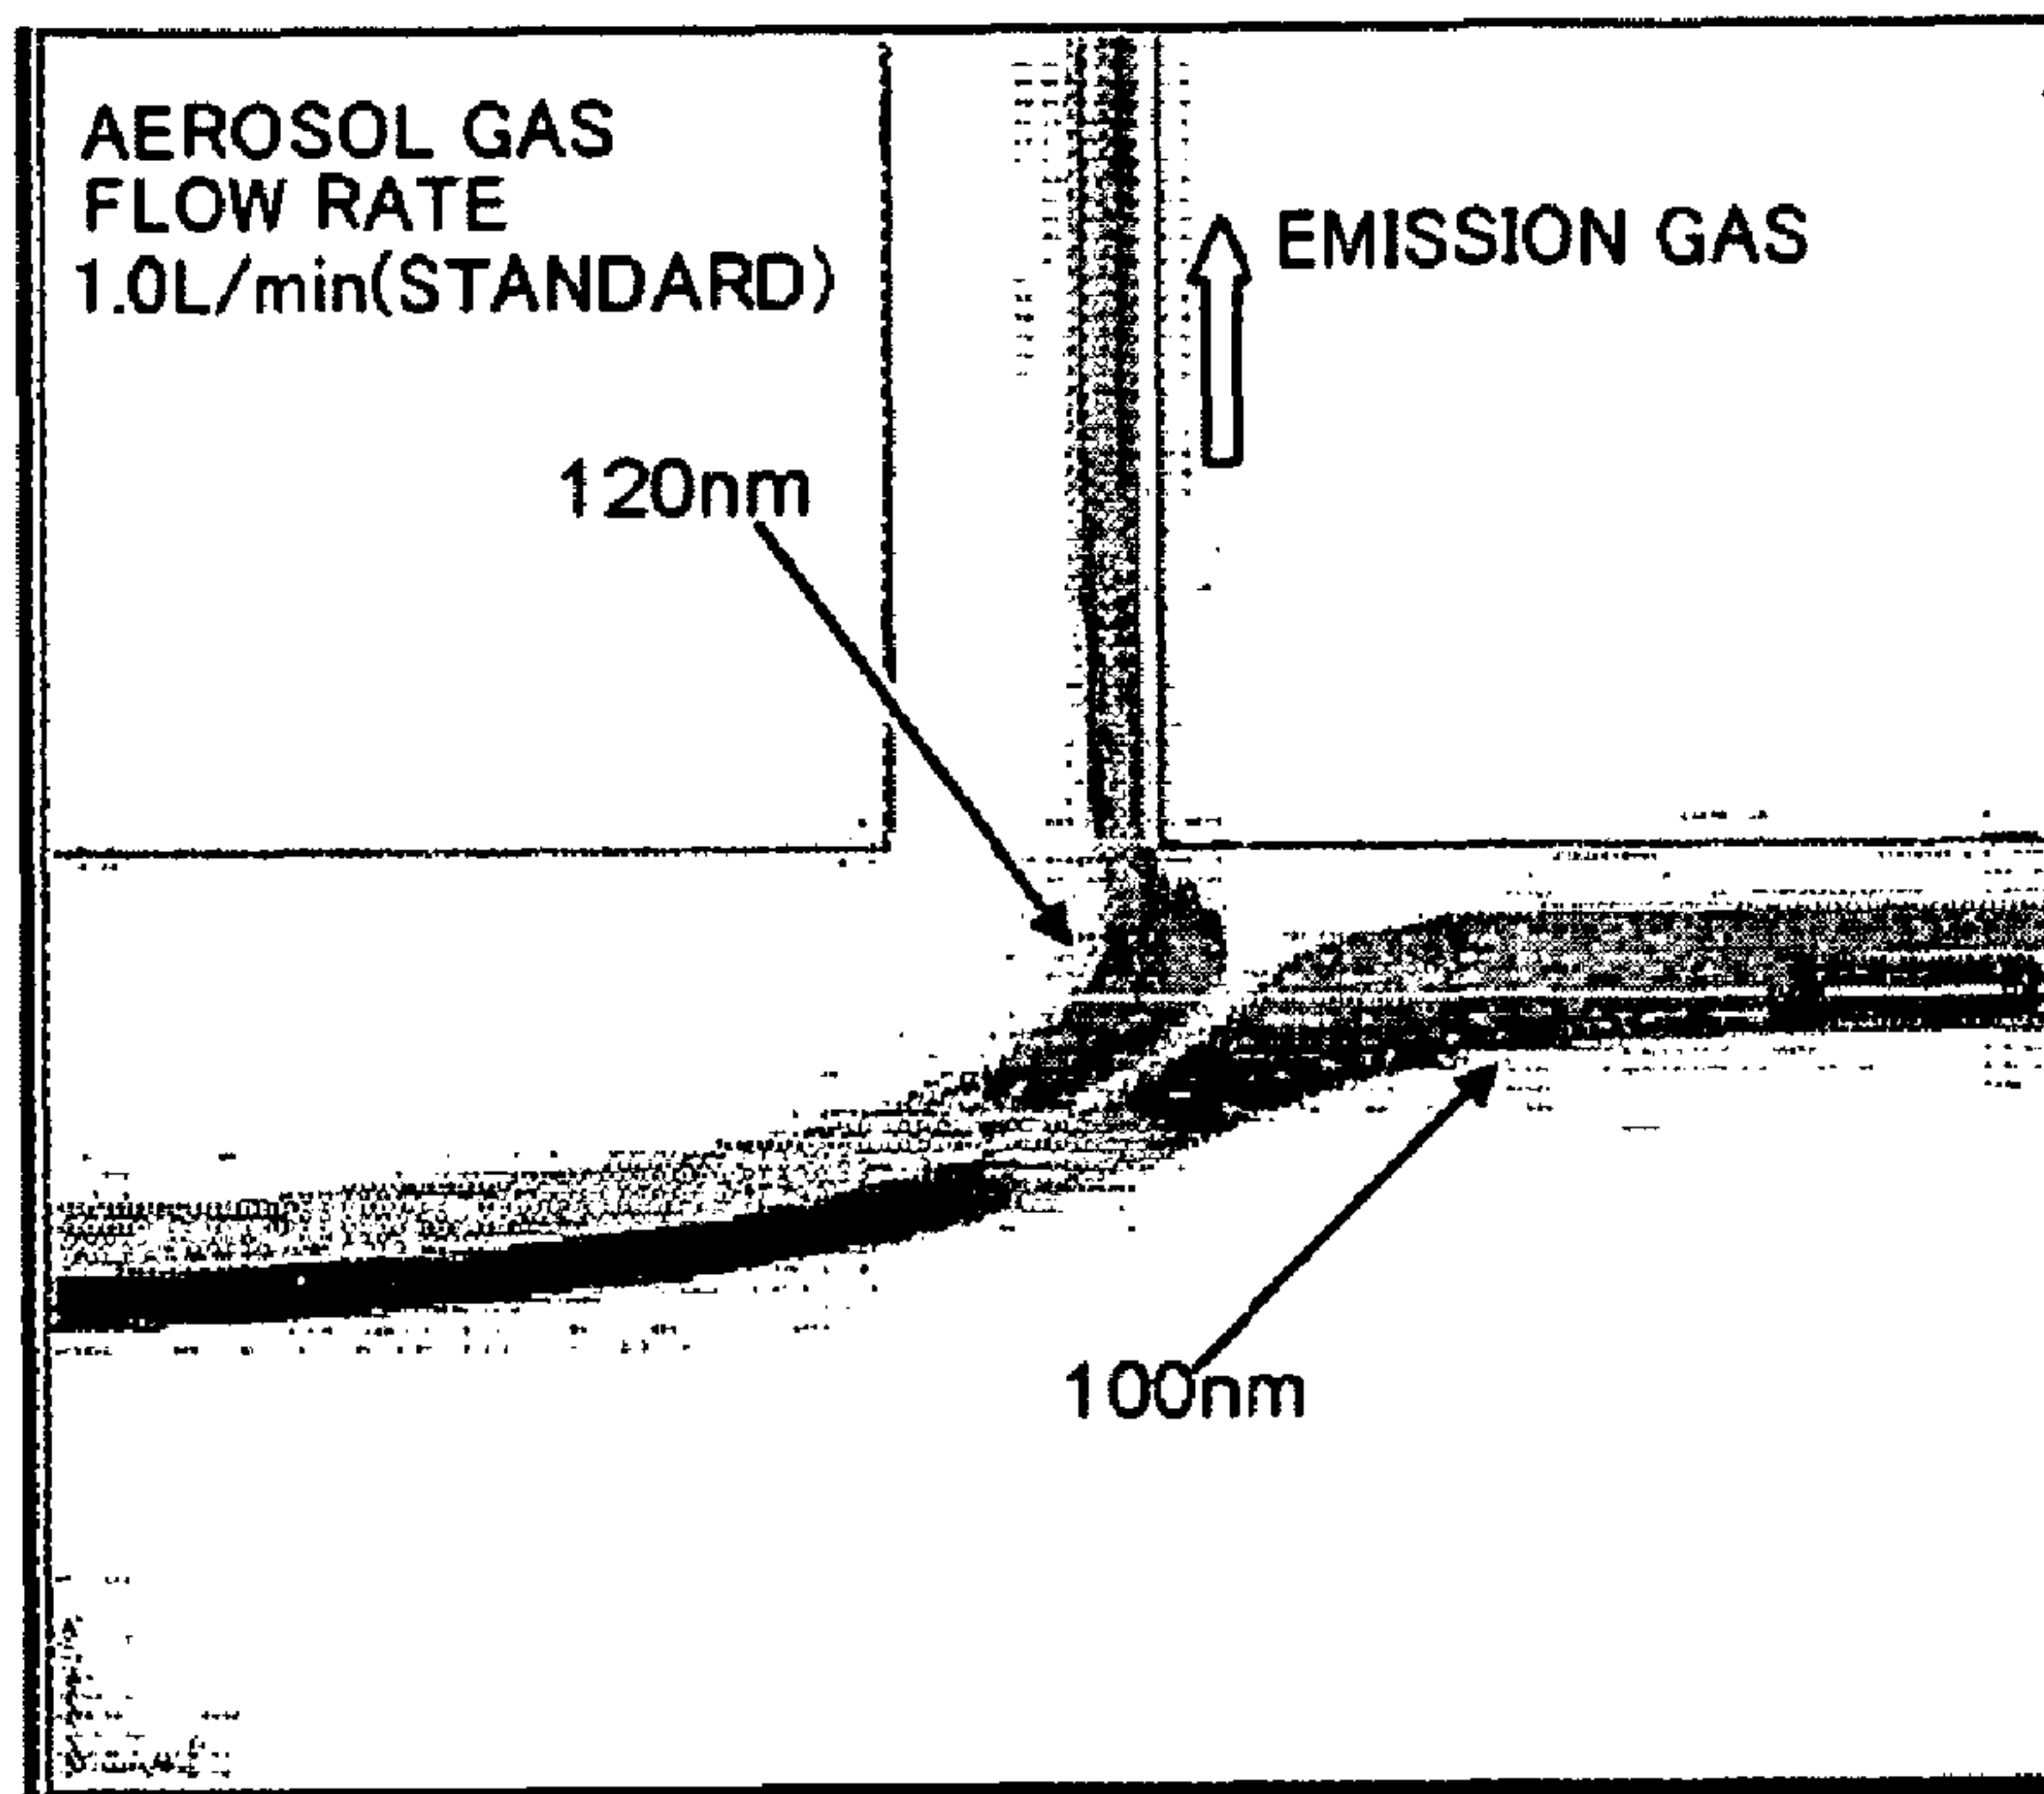 AEROSOL GAS
FLOW RATE
1.0L/min(STANDARD)
EMISSION GAS
120nm
100nm